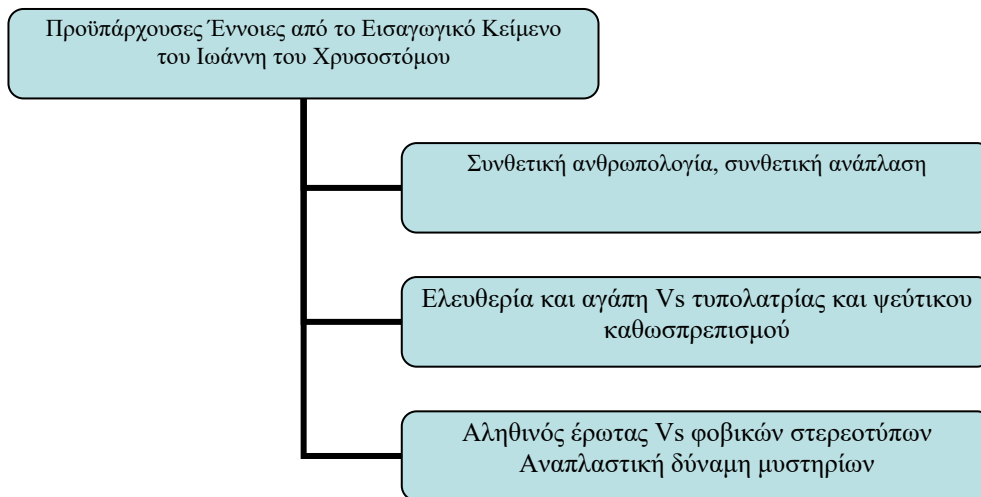 Προϋπάρχουσες Έννοιες από το Εισαγωγικό Κείμενο
του Ιωάννη του Χρυσοστόμου
Συνθετική ανθρωπολογία, συνθετική ανάπλαση
Ελευθερία και αγάπη Vs τυπολατρίας και ψεύτικου
καθωσπρεπισμού
Αληθινός έρωτας Vs φοβικών στερεοτύπων
Αναπλαστική δύναμη μυστηρίων